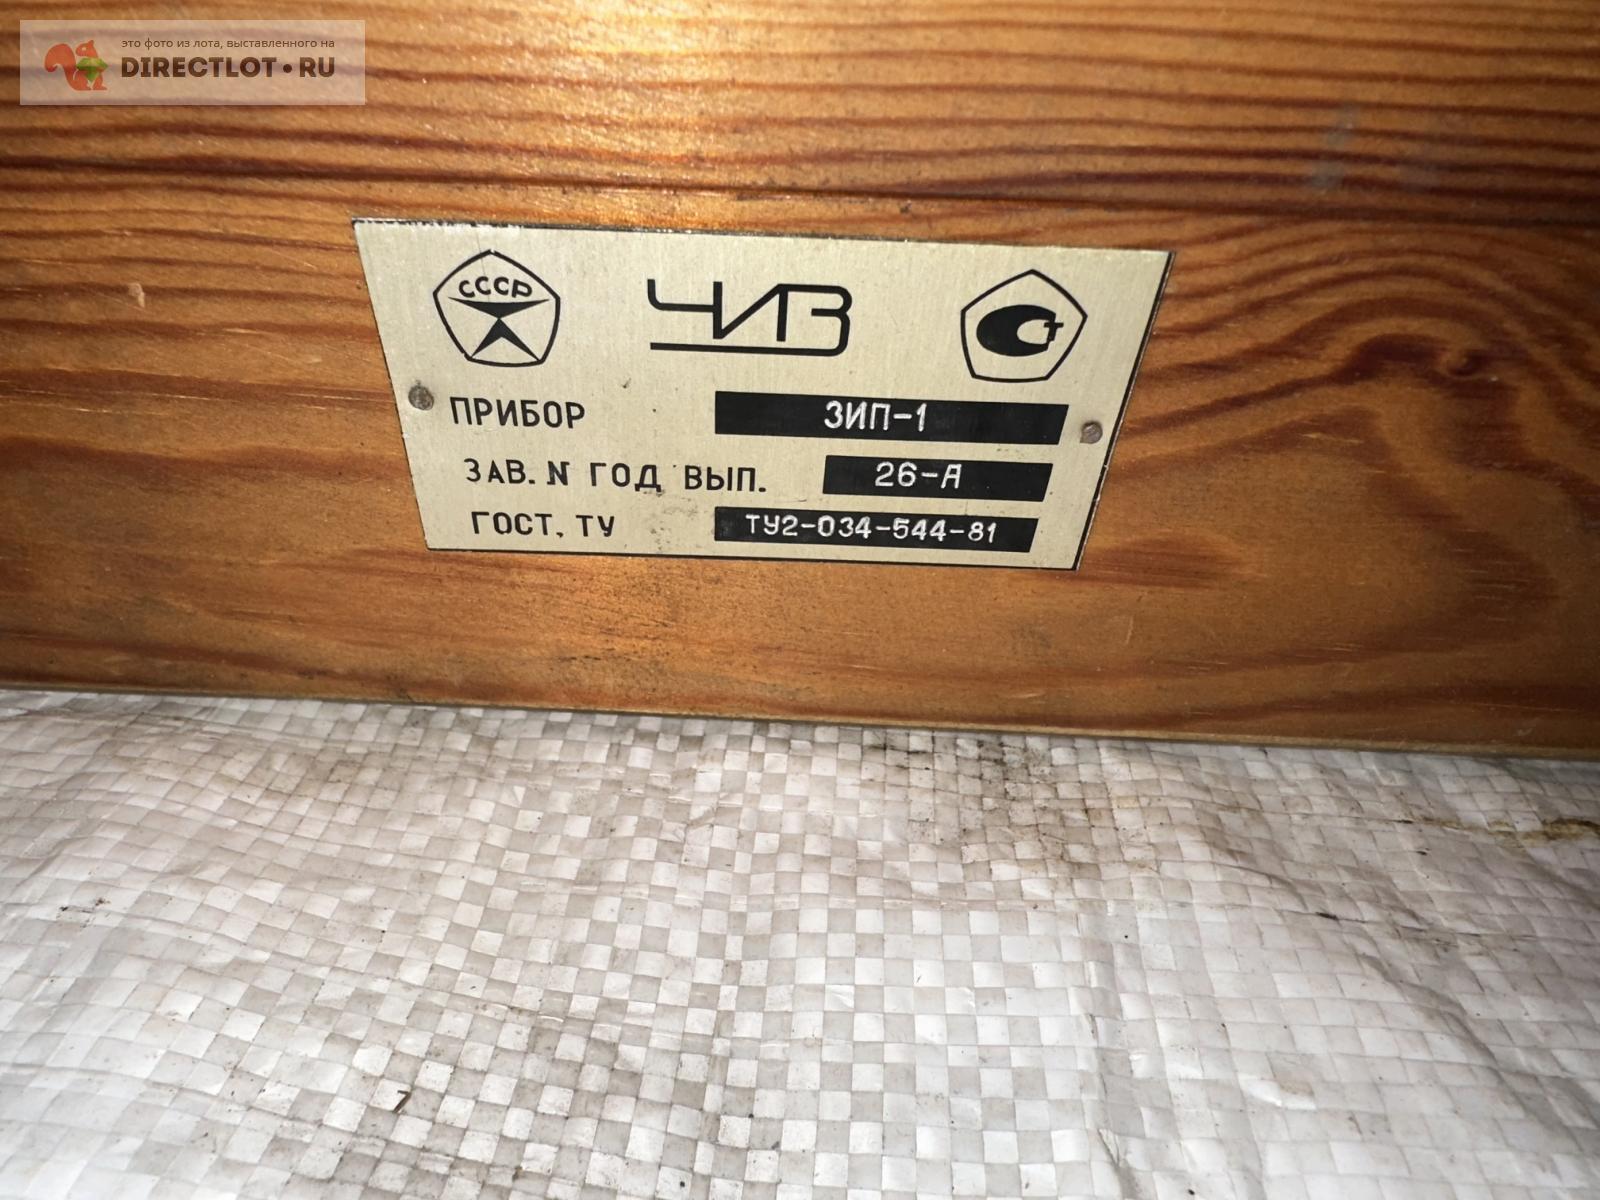 это фото из лота, выставленного на
DIRECTLOT•RU
СССР
ЧИЗ
ПРИБОР ЗИП-1
ЗАВ. N ГОД ВЫП. 26-А
ГОСТ, ТУ ТУ2-034-544-81